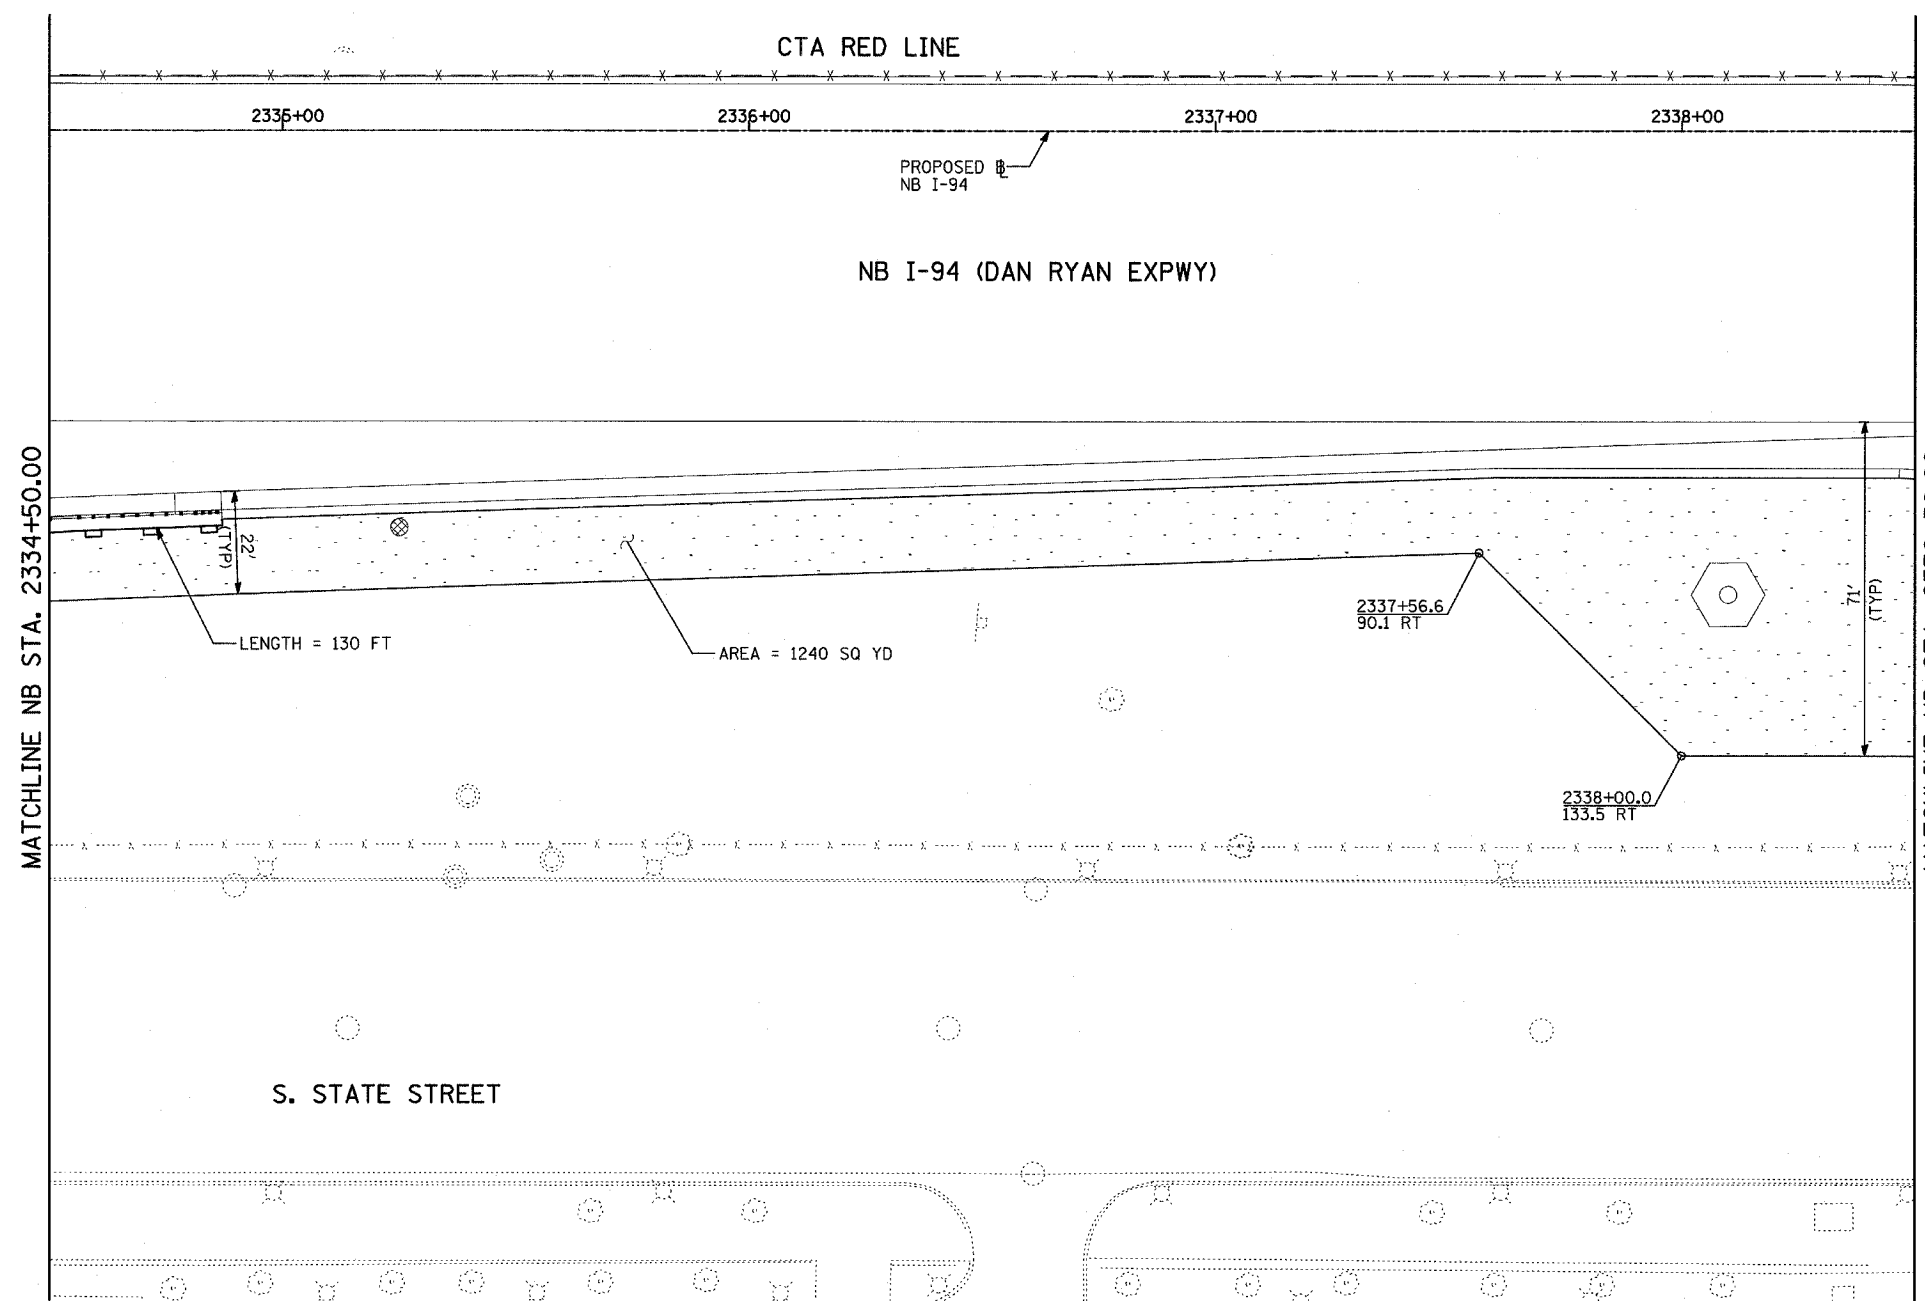 CTA RED LINE
2335+00
2336+00
2337+00
2338+00
PROPOSED
NB I-94
NB I-94 (DAN RYAN EXPWY)
MATCHLINE NB STA. 2334+50.00
22'
(TYP)
LENGTH = 130 FT
AREA = 1240 SQ YD
2337+56.6
90.1 RT
71'
(TYP)
2338+00.0
133.5 RT
S. STATE STREET